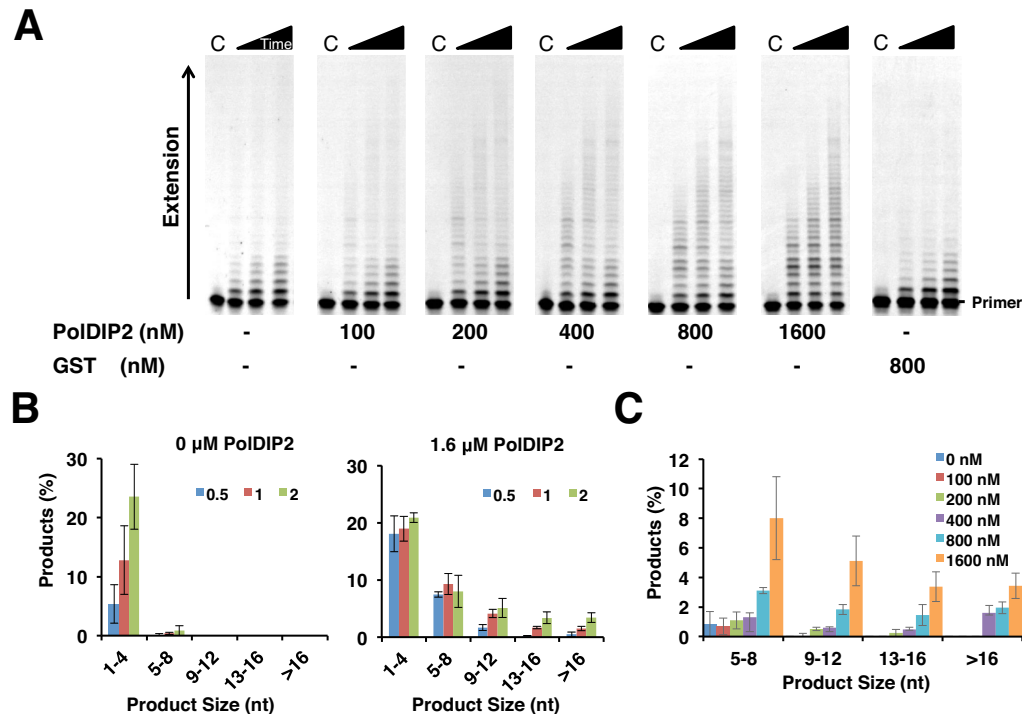 A
C Time C C C C C C
Extension
Primer
PolDIP2 (nM) - 100 200 400 800 1600 -
GST (nM) - - - - - - 800
B
0 µM PolDIP2
0.5 1 2
Products (%)
30
20
10
0
1-4 5-8 9-12 13-16 >16
Product Size (nt)
1.6 µM PolDIP2
0.5 1 2
30
20
10
0
1-4 5-8 9-12 13-16 >16
Product Size (nt)
C
0 nM
100 nM
200 nM
400 nM
800 nM
1600 nM
Products (%)
12
10
8
6
4
2
0
5-8 9-12 13-16 >16
Product Size (nt)